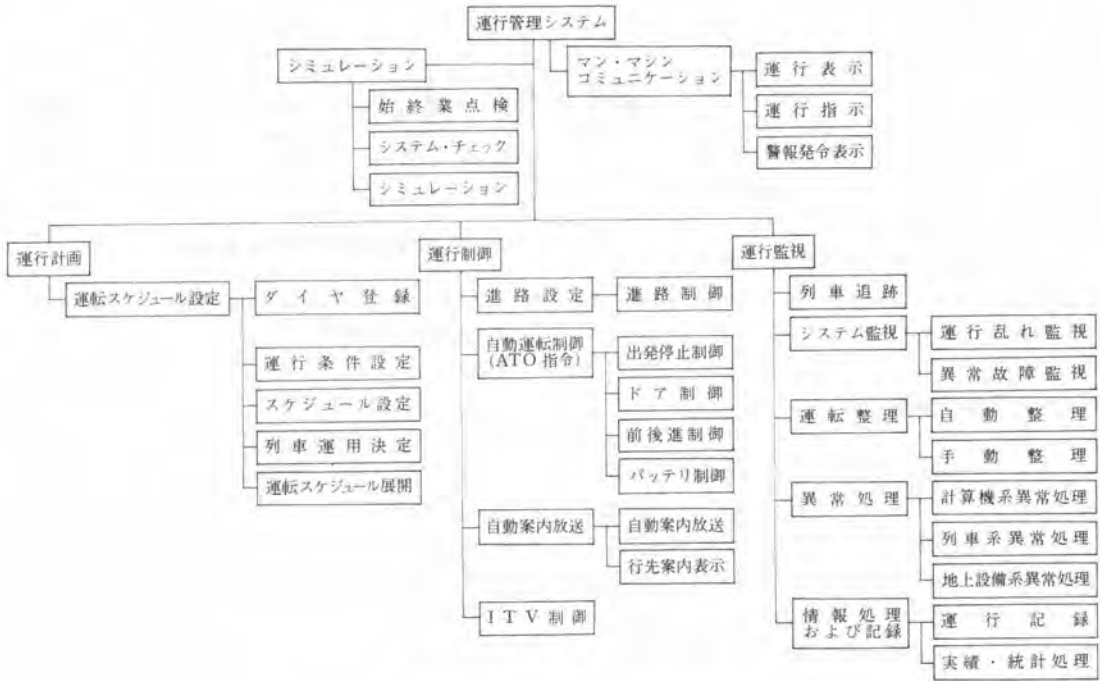 運行管理システム
シミュレーション
始終業点検
システム・チェック
シミュレーション
マン・マシン
コミュニケーション
運行表示
運行指示
警報発令表示
運行計画
運転スケジュール設定
ダイヤ登録
運行条件設定
スケジュール設定
列車運用決定
運転スケジュール展開
運行制御
進路設定
進路制御
自動運転制御
(ATO指令)
出発停止制御
ドア制御
前後進制御
バッテリ制御
自動案内放送
自動案内放送
行先案内表示
ITV制御
運行監視
列車追跡
システム監視
運行乱れ監視
異常故障監視
運転整理
自動整理
手動整理
異常処理
計算機系異常処理
列車系異常処理
地上設備系異常処理
情報処理
および記録
運行記録
実績・統計処理